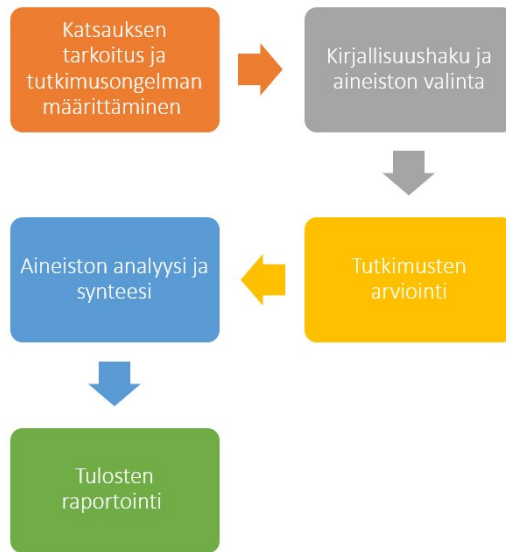 Katsauksen
tarkoitus ja
tutkimusongelman
määrittäminen
Kirjallisuushaku ja
aineiston valinta
Tutkimusten
arviointi
Aineiston analyysi ja
synteesi
Tulosten
raportointi